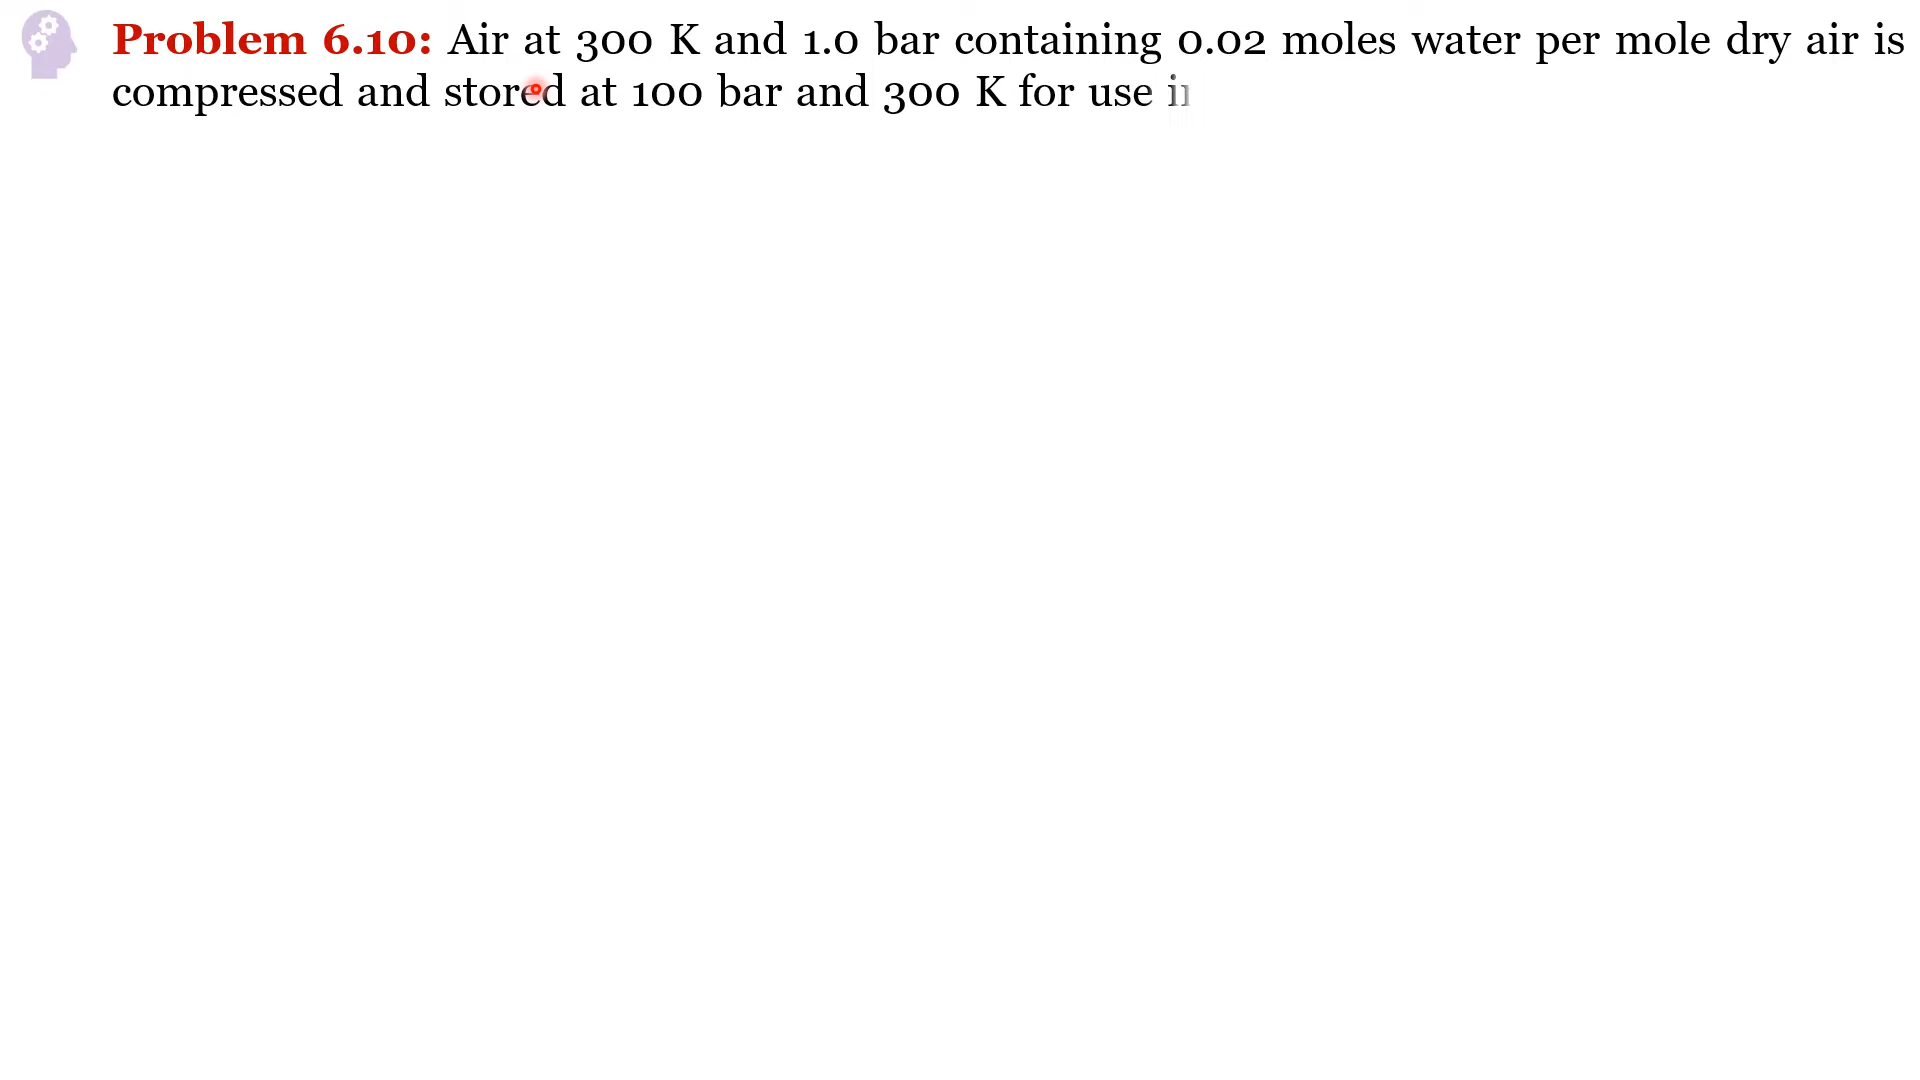 Problem 6.10: Air at 300 K and 1.0 bar containing 0.02 moles water per mole dry air is
compressed and stored at 100 bar and 300 K for use